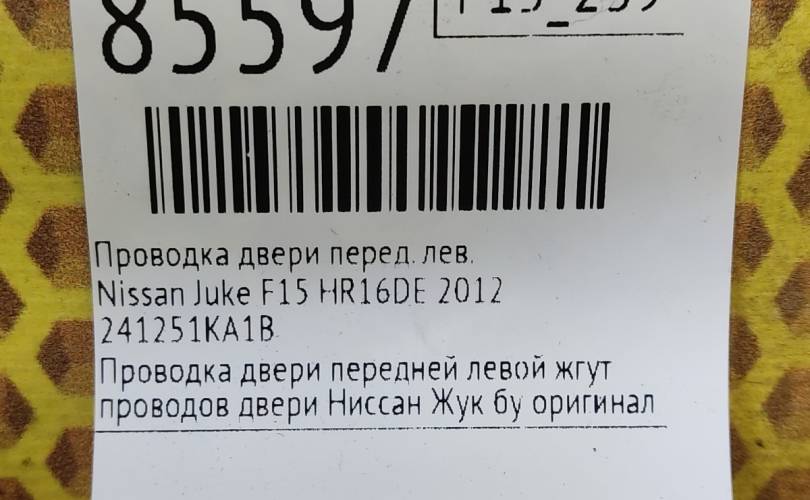 85597
F15_259
Проводка двери перед. лев.
Nissan Juke F15 HR16DE 2012
241251KA1B
Проводка двери передней левой жгут
проводов двери Ниссан Жук бу оригинал